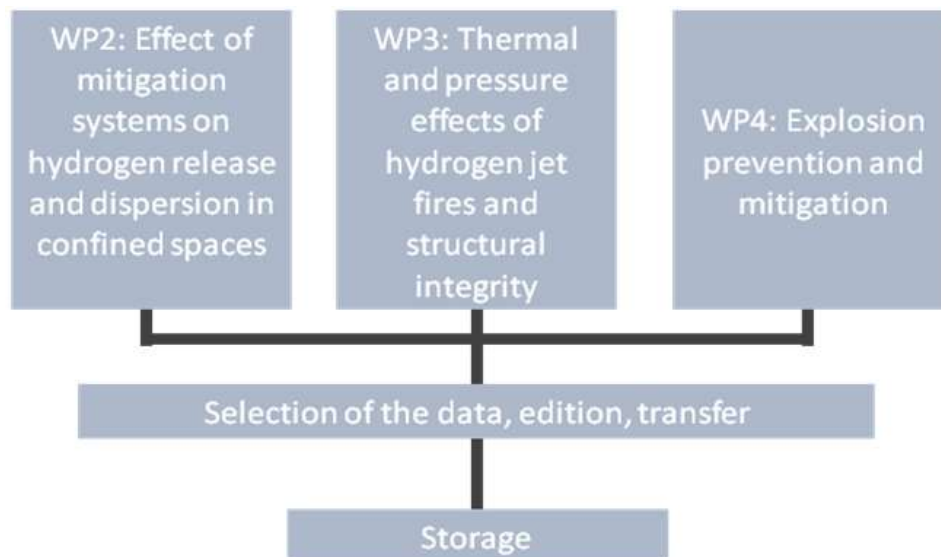 WP2: Effect of
mitigation
systems on
hydrogen release
and dispersion in
confined spaces
WP3: Thermal
and pressure
effects of
hydrogen jet
fires and
structural
integrity
WP4: Explosion
prevention and
mitigation
Selection of the data, edition, transfer
Storage